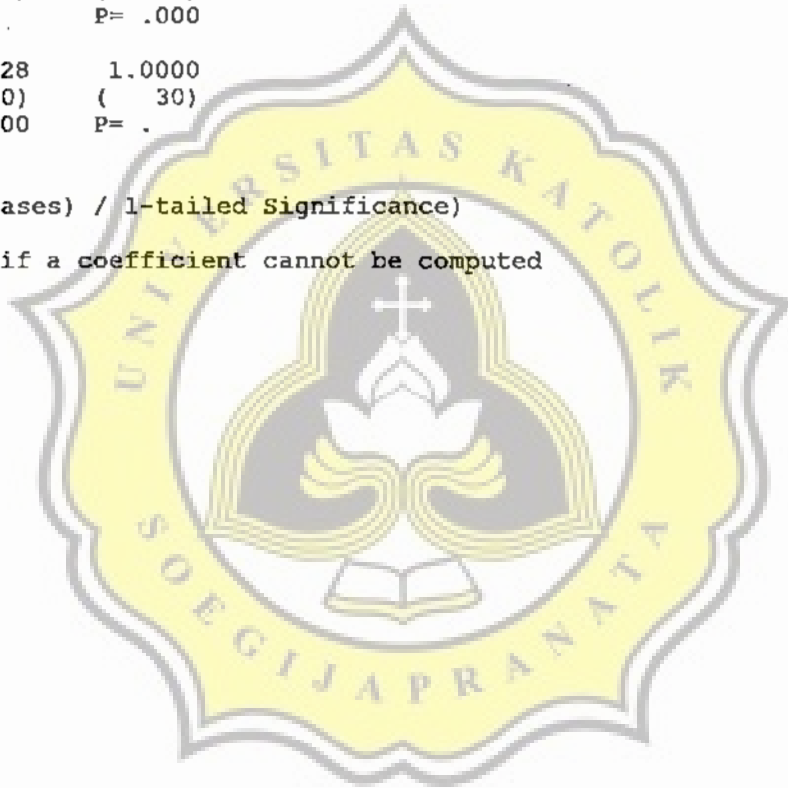 P= .000
28 1.0000
0) ( 30)
00 P= .
ases) / 1-tailed Significance)
if a coefficient cannot be computed
UNIVERSITAS KATOLIK
SOEGIJAPRANATA